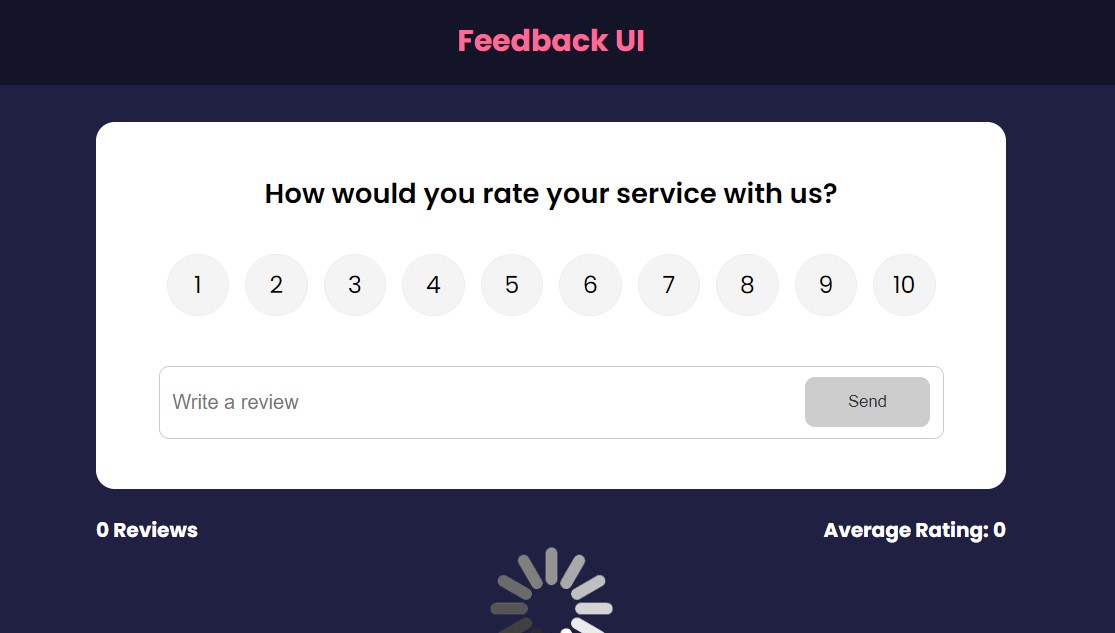 Feedback UI
How would you rate your service with us?
1 2 3 4 5 6 7 8 9 10
Write a review
Send
0 Reviews
Average Rating: 0